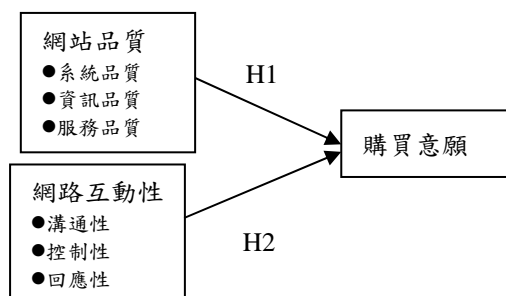 網站品質
●系統品質
●資訊品質
●服務品質
H1
購買意願
網路互動性
●溝通性
●控制性
●回應性
H2